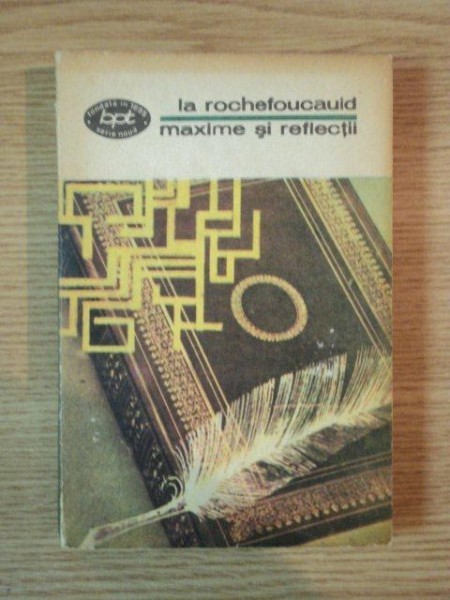 fondată în 1895
bpt
serie nouă
la rochefoucauld
maxime şi reflecţii